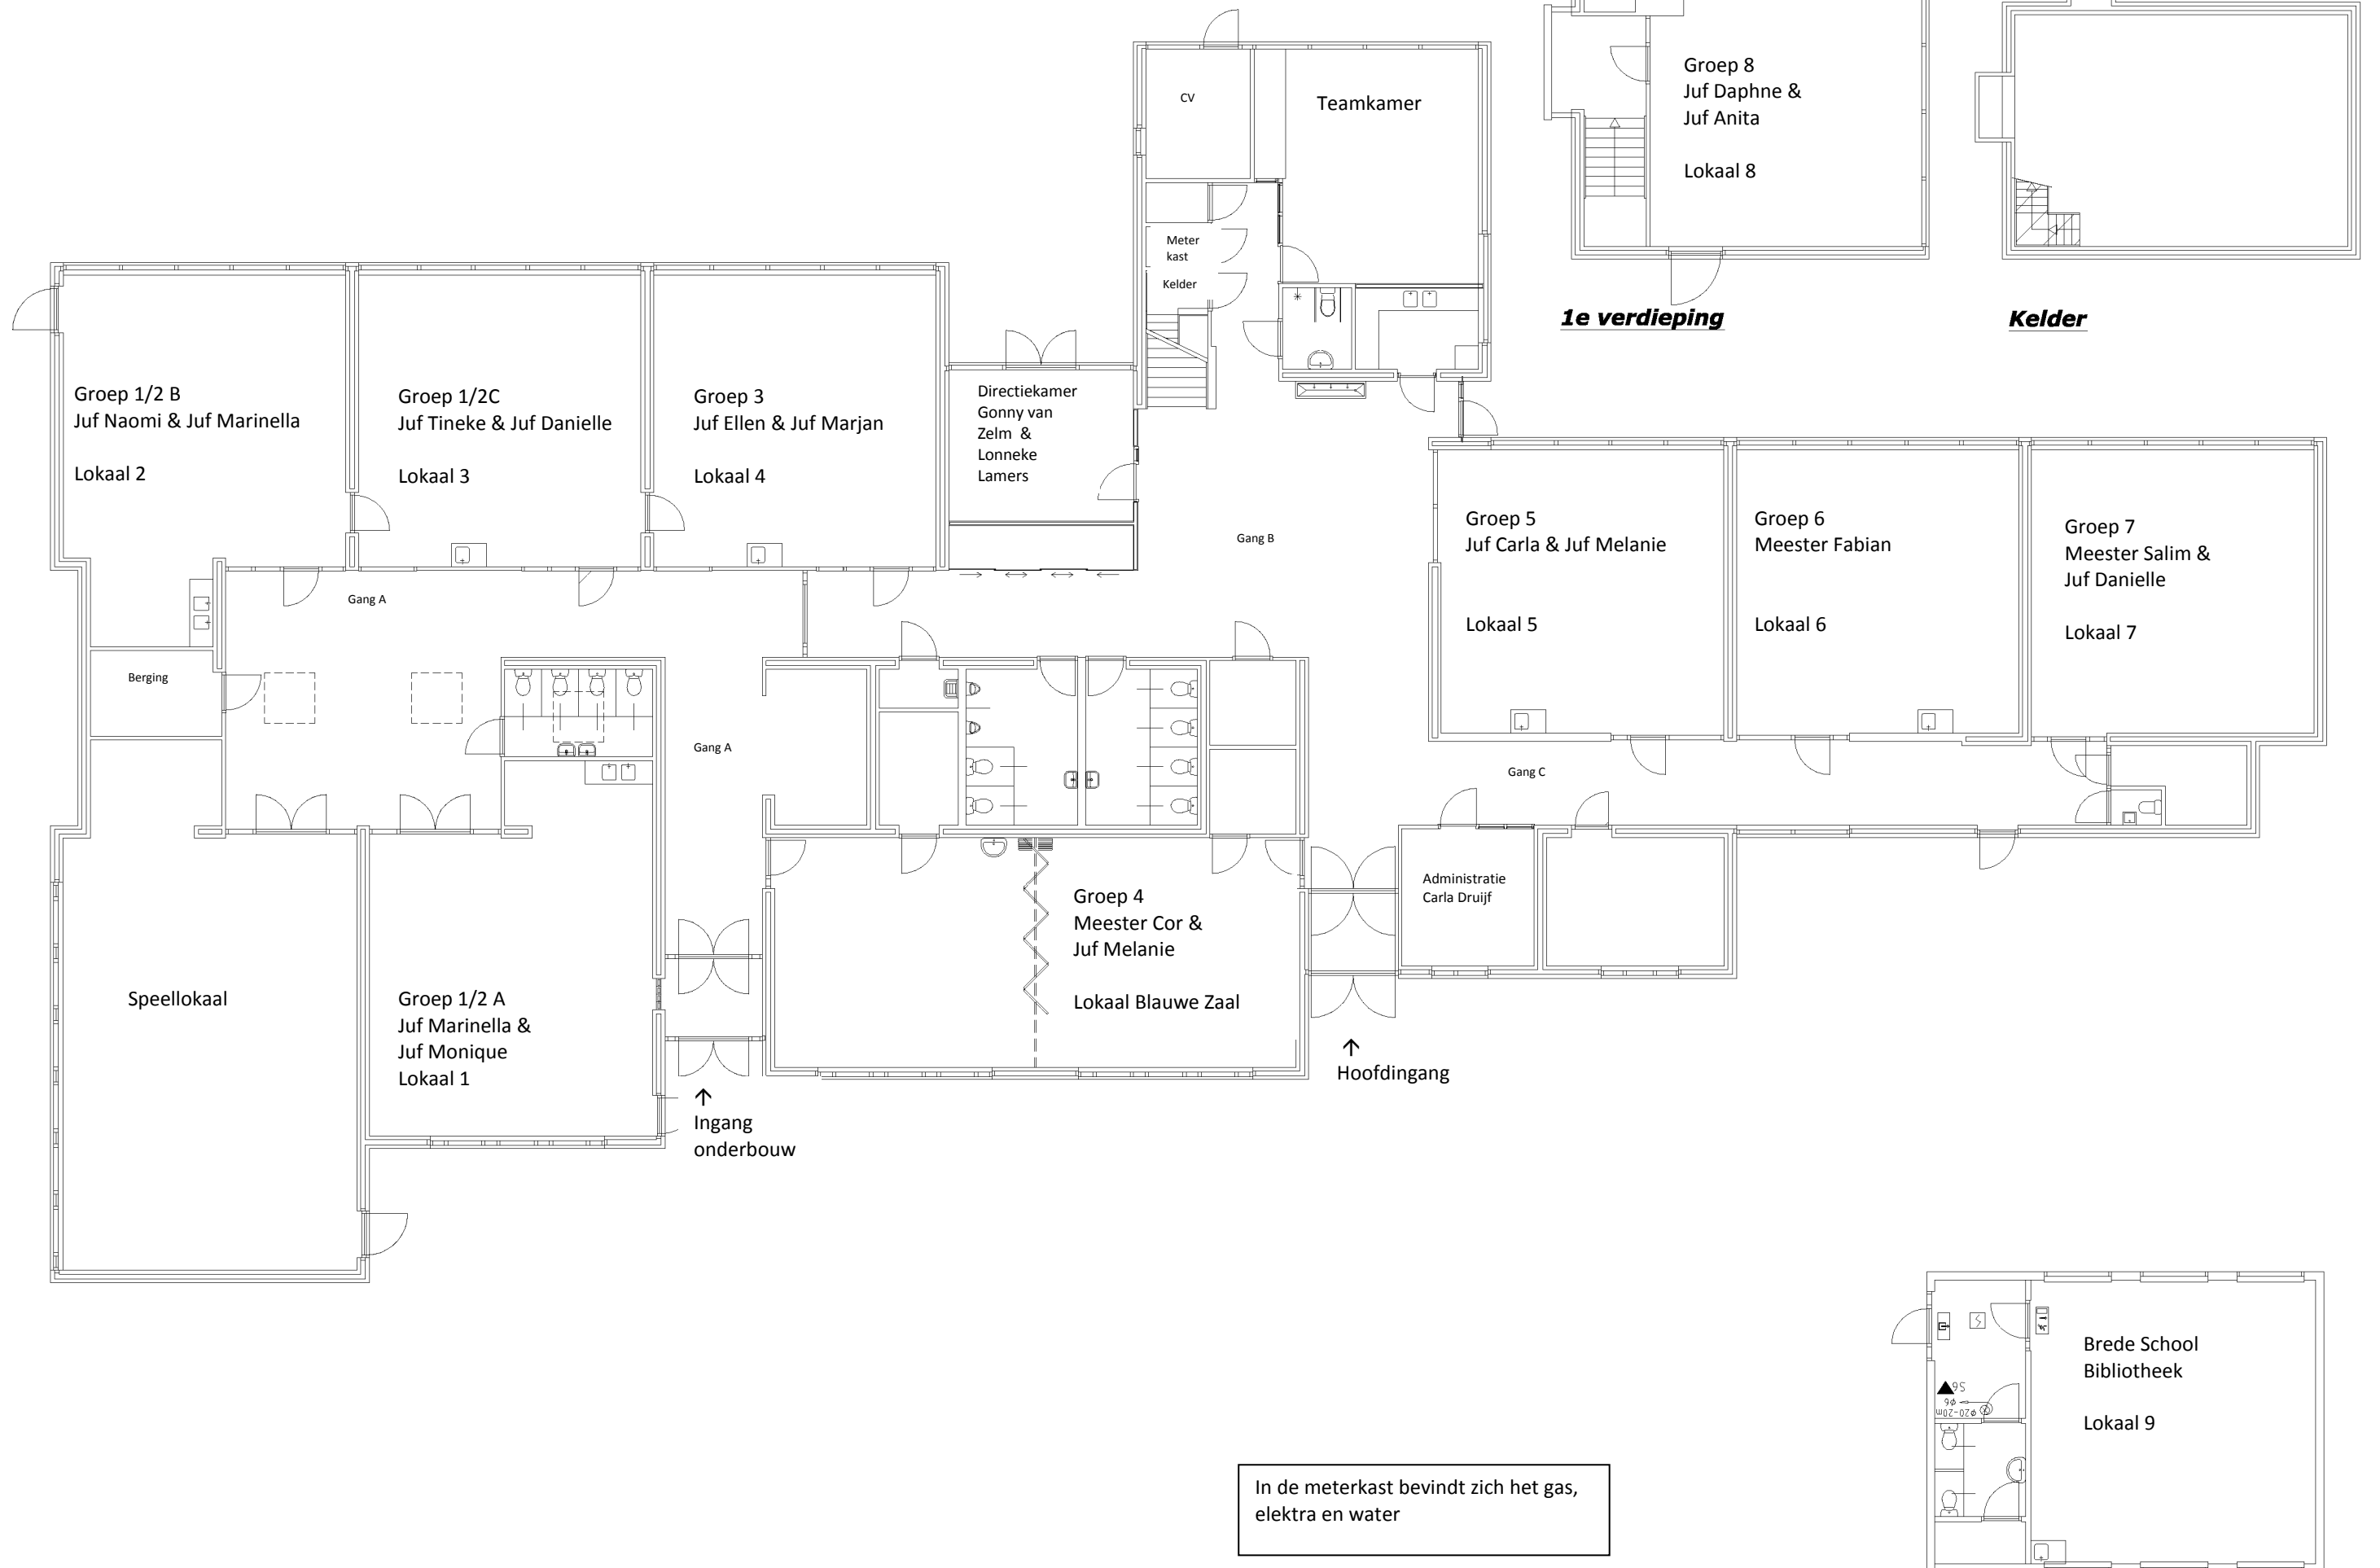 Groep 8
Juf Daphne &
Juf Anita
Lokaal 8
CV
Teamkamer
Meter
kast
Kelder
1e verdieping
Kelder
Groep 1/2 B
Juf Naomi & Juf Marinella
Lokaal 2
Groep 1/2C
Juf Tineke & Juf Danielle
Lokaal 3
Groep 3
Juf Ellen & Juf Marjan
Lokaal 4
Directiekamer
Gonny van
Zelm &
Lonneke
Lamers
Gang B
Groep 5
Juf Carla & Juf Melanie
Lokaal 5
Groep 6
Meester Fabian
Lokaal 6
Groep 7
Meester Salim &
Juf Danielle
Lokaal 7
Gang A
Berging
Gang A
Gang C
Administratie
Carla Druijf
Groep 4
Meester Cor &
Juf Melanie
Lokaal Blauwe Zaal
Speellokaal
Groep 1/2 A
Juf Marinella &
Juf Monique
Lokaal 1
↑
Hoofdingang
↑
Ingang
onderbouw
Brede School
Bibliotheek
Lokaal 9
In de meterkast bevindt zich het gas,
elektra en water